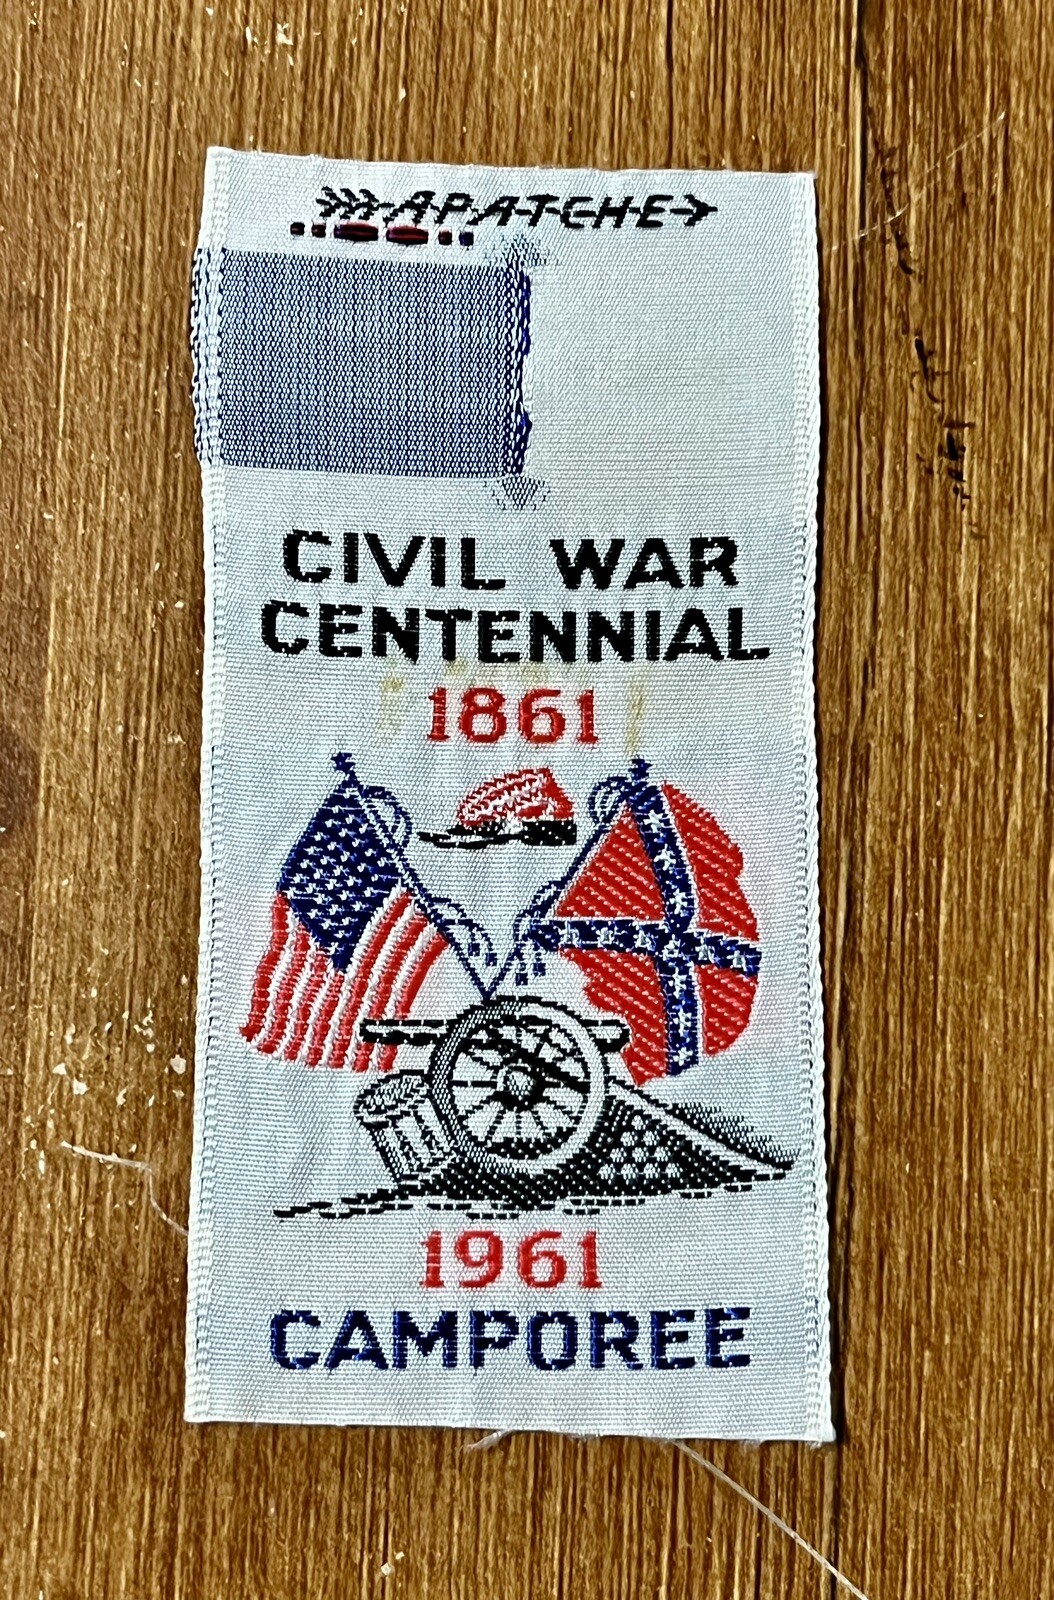 APATCHE
CIVIL WAR
CENTENNIAL
1861
1961
CAMPOREE